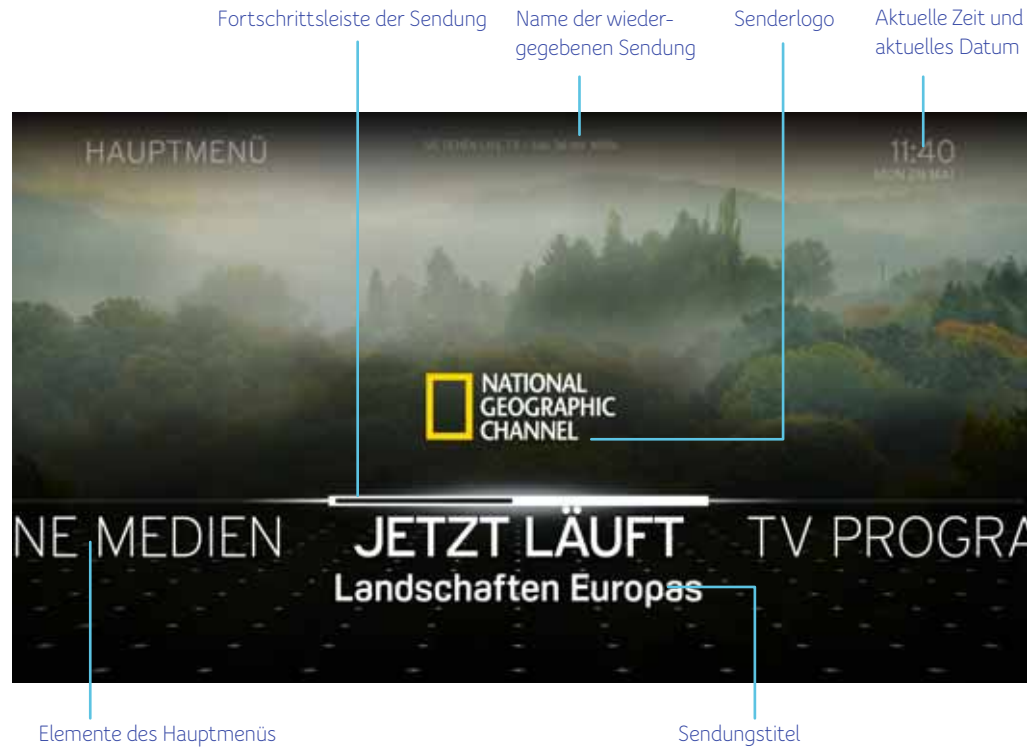 Fortschrittsleiste der Sendung
Name der wieder-
gegebenen Sendung
Senderlogo
Aktuelle Zeit und
aktuelles Datum
HAUPTMENÜ
11:40
NATIONAL
GEOGRAPHIC
CHANNEL
NE MEDIEN
JETZT LÄUFT
TV PROGRA
Landschaften Europas
Elemente des Hauptmenüs
Sendungstitel